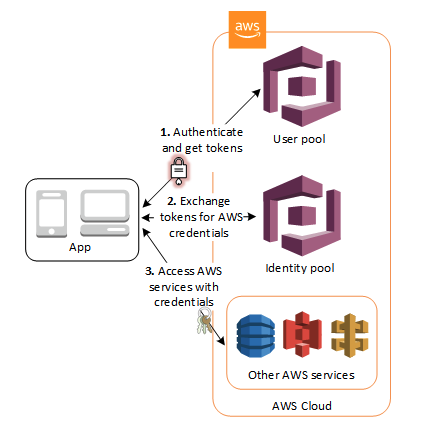 aws
1. Authenticate
and get tokens
User pool
2. Exchange
tokens for AWS
credentials
App
Identity pool
3. Access AWS
services with
credentials
Other AWS services
AWS Cloud